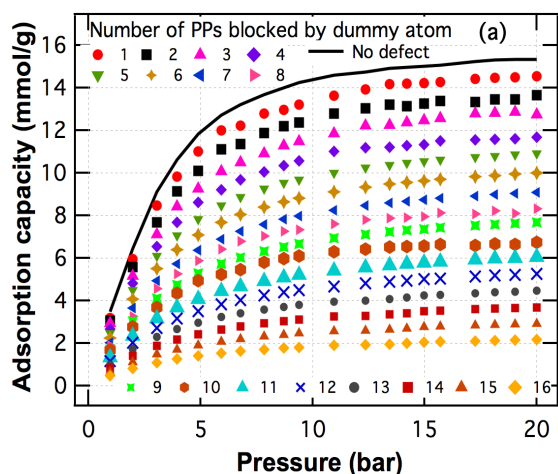 Number of PPs blocked by dummy atom (a)
1 2 3 4 No defect
5 6 7 8
16
14
12
10
8
6
4
2
0
9 10 11 12 13 14 15 16
0 5 10 15 20
Adsorption capacity (mmol/g)
Pressure (bar)